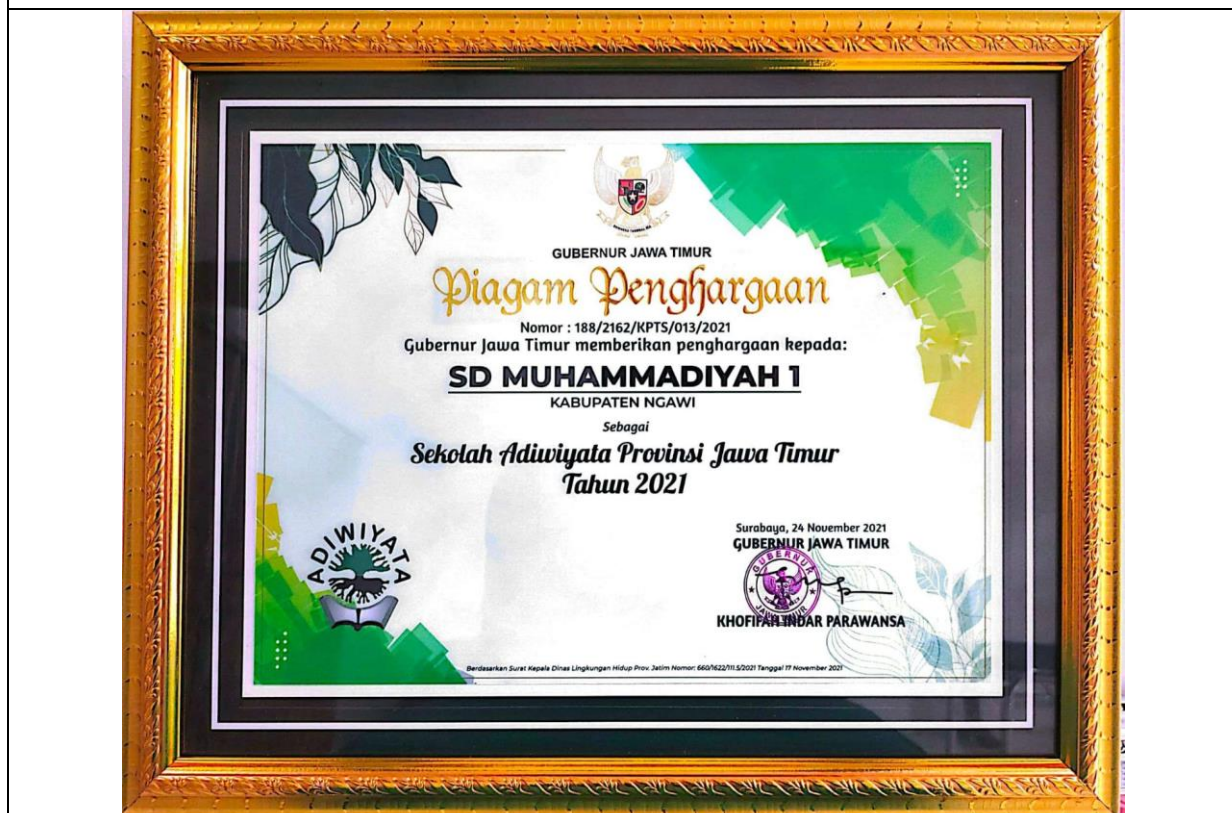 GUBERNUR JAWA TIMUR
Piagam Penghargaan
Nomor : 188/2162/KPTS/013/2021
Gubernur Jawa Timur memberikan penghargaan kepada:
SD MUHAMMADIYAH 1
KABUPATEN NGAWI
Sebagai
Sekolah Adiwiyata Provinsi Jawa Timur
Tahun 2021
ADIWIYATA
Surabaya, 24 November 2021
GUBERNUR JAWA TIMUR
GUBERNUR
JAWA TIMUR
KHOFIFAH INDAR PARAWANSA
Berdasarkan Surat Kepala Dinas Lingkungan Hidup Prov. Jatim Nomor: 660/1622/111.5/2021 Tanggal 17 November 2021